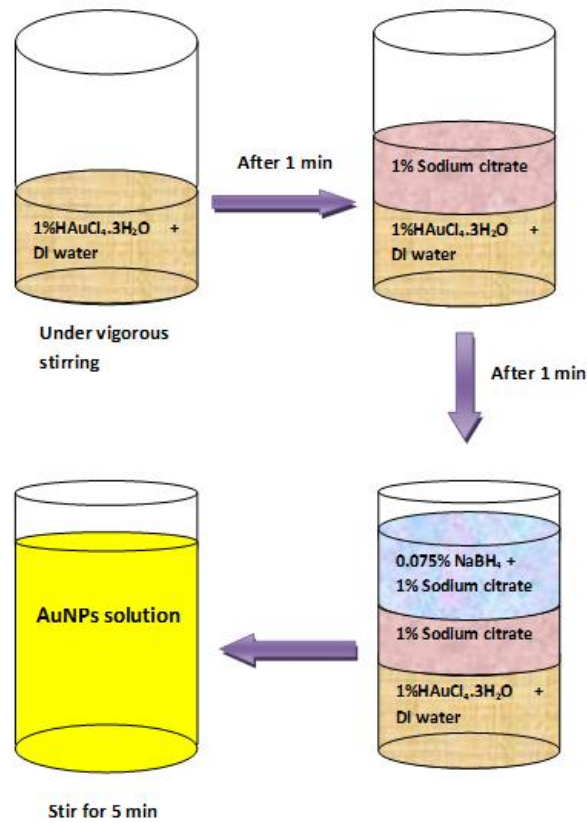 1%HAuCl₄.3H₂O +
DI water
Under vigorous
stirring
After 1 min
1% Sodium citrate
1%HAuCl₄.3H₂O +
DI water
After 1 min
0.075% NaBH₄ +
1% Sodium citrate
1% Sodium citrate
1%HAuCl₄.3H₂O +
DI water
AuNPs solution
Stir for 5 min